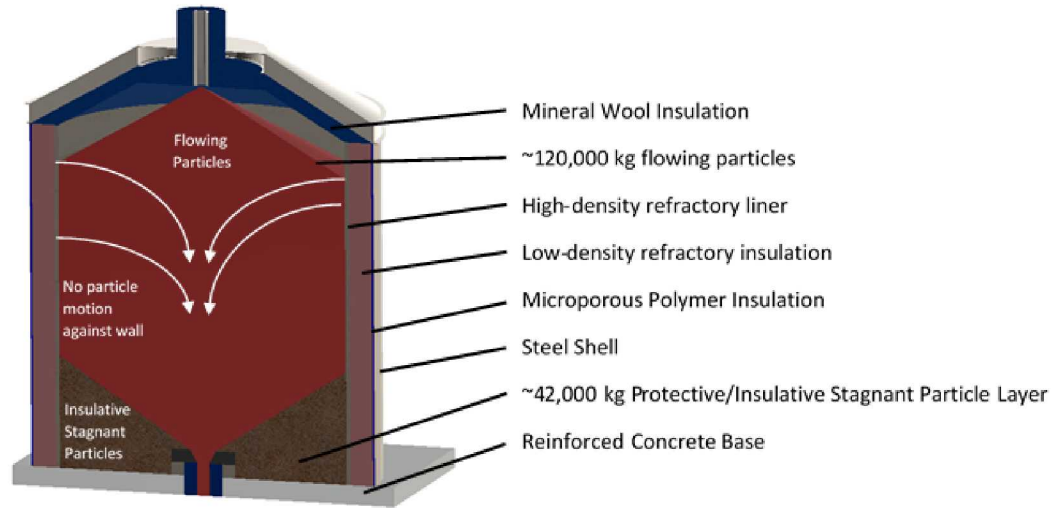 Flowing
Particles
No particle
motion
against wall
Insulative
Stagnant
Particles
Mineral Wool Insulation
~120,000 kg flowing particles
High-density refractory liner
Low-density refractory insulation
Microporous Polymer Insulation
Steel Shell
~42,000 kg Protective/Insulative Stagnant Particle Layer
Reinforced Concrete Base